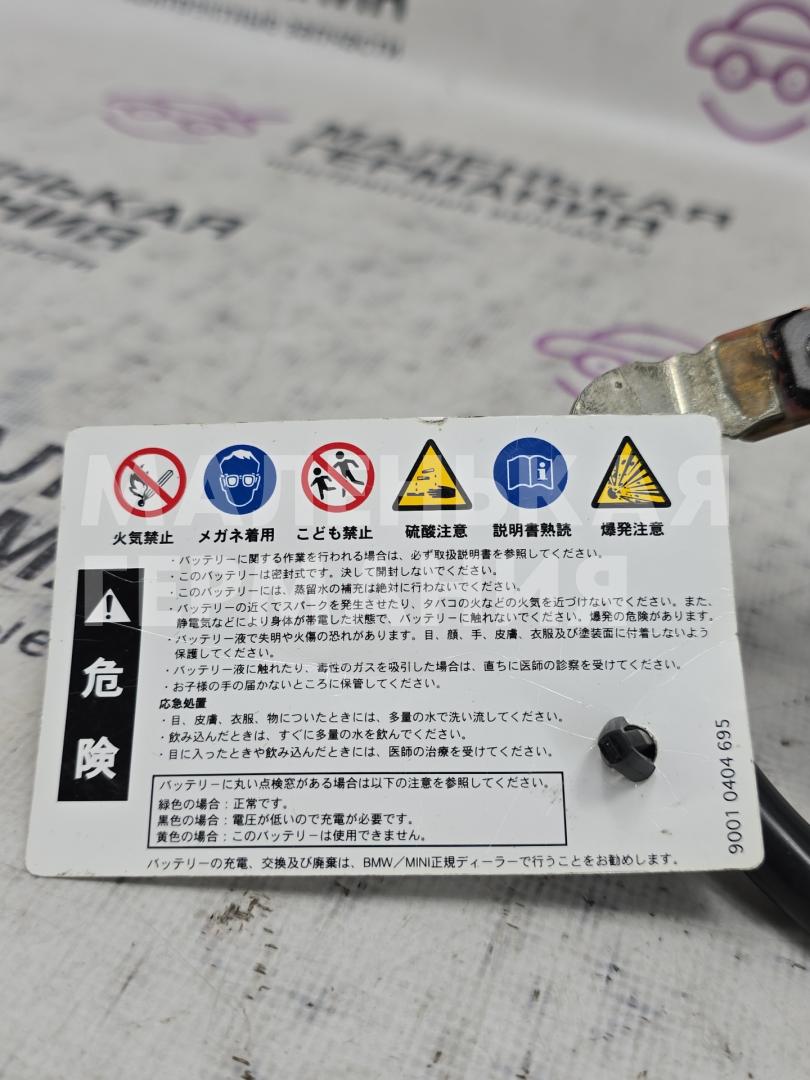 МАЛЕНЬКАЯ
ГЕРМАНИЯ
火気禁止 メガネ着用 こども禁止 硫酸注意 説明書熟読 爆発注意
危険
・バッテリーに関する作業を行われる場合は、必ず取扱説明書を参照してください。
・このバッテリーは密封式です。決して開封しないでください。
・このバッテリーには、蒸留水の補充は絶対に行わないでください。
・バッテリーの近くでスパークを発生させたり、タバコの火などの火気を近づけないでください。また、
静電気などにより身体が帯電した状態で、バッテリーに触れないでください。爆発の危険があります。
・バッテリー液で失明や火傷の恐れがあります。目、顔、手、皮膚、衣服及び塗装面に付着しないよう
保護してください。
・バッテリー液に触れたり、毒性のガスを吸引した場合は、直ちに医師の診察を受けてください。
・お子様の手の届かないところに保管してください。
応急処置
・目、皮膚、衣服、物についたときには、多量の水で洗い流してください。
・飲み込んだときは、すぐに多量の水を飲んでください。
・目に入ったときや飲み込んだときには、医師の治療を受けてください。
バッテリーに丸い点検窓がある場合は以下の注意を参照してください。
緑色の場合：正常です。
黒色の場合：電圧が低いので充電が必要です。
黄色の場合：このバッテリーは使用できません。
バッテリーの充電、交換及び廃棄は、BMW／MINI正規ディーラーで行うことをお勧めします。
9001 0404 695
МАЛЕНЬКАЯ
ГЕРМАНИЯ